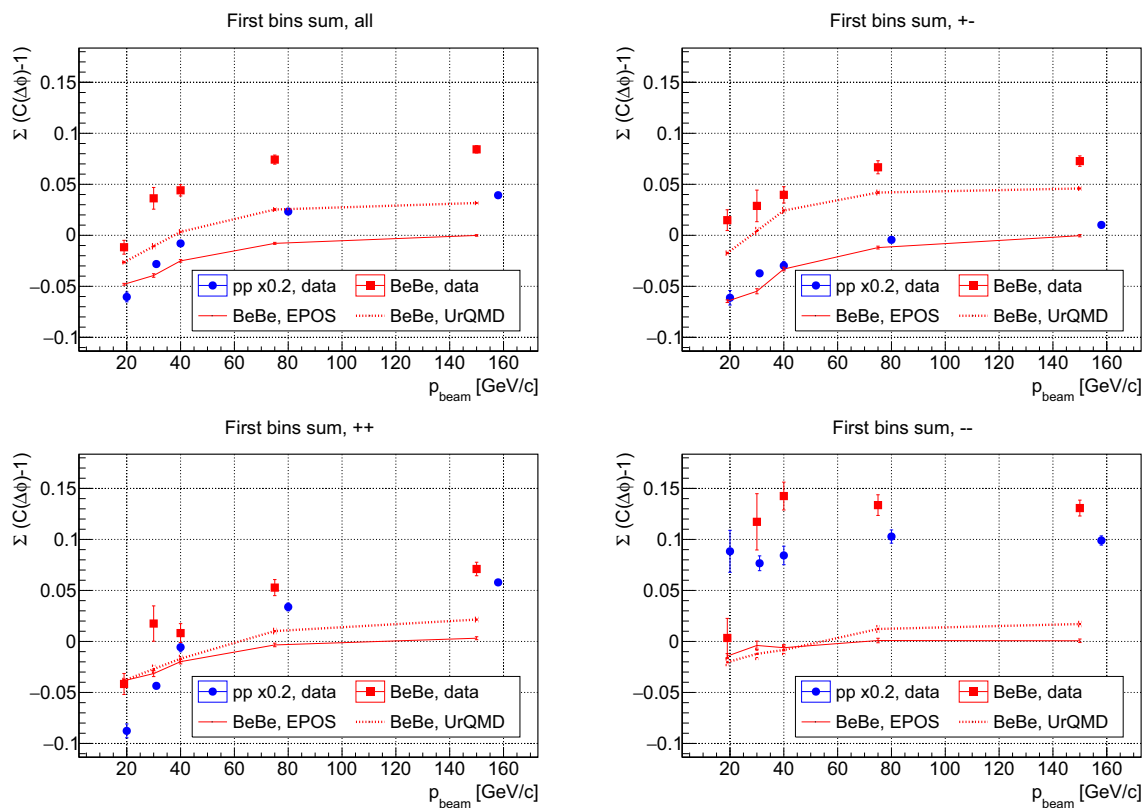 First bins sum, all
Σ (C(Δϕ)-1)
0.15
0.1
0.05
0
−0.05
−0.1
pp x0.2, data
BeBe, data
BeBe, EPOS
BeBe, UrQMD
20 40 60 80 100 120 140 160
p_beam [GeV/c]
First bins sum, +-
Σ (C(Δϕ)-1)
0.15
0.1
0.05
0
−0.05
−0.1
pp x0.2, data
BeBe, data
BeBe, EPOS
BeBe, UrQMD
20 40 60 80 100 120 140 160
p_beam [GeV/c]
First bins sum, ++
Σ (C(Δϕ)-1)
0.15
0.1
0.05
0
−0.05
−0.1
pp x0.2, data
BeBe, data
BeBe, EPOS
BeBe, UrQMD
20 40 60 80 100 120 140 160
p_beam [GeV/c]
First bins sum, --
Σ (C(Δϕ)-1)
0.15
0.1
0.05
0
−0.05
−0.1
pp x0.2, data
BeBe, data
BeBe, EPOS
BeBe, UrQMD
20 40 60 80 100 120 140 160
p_beam [GeV/c]